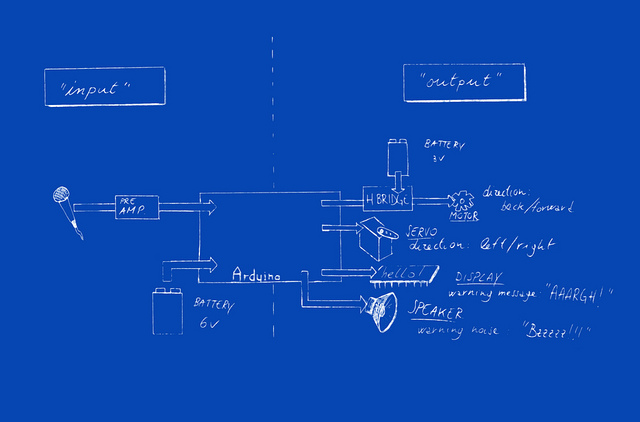 "input"
"output"
BATTERY
3V
PRE
AMP.
H BRIDGE
MOTOR
direction:
back/forward
SERVO
direction: left/right
Arduino
"hello!"
DISPLAY
warning message: "AAARGH!"
BATTERY
6V
SPEAKER
warning noise: "Bzzzzz!!!"